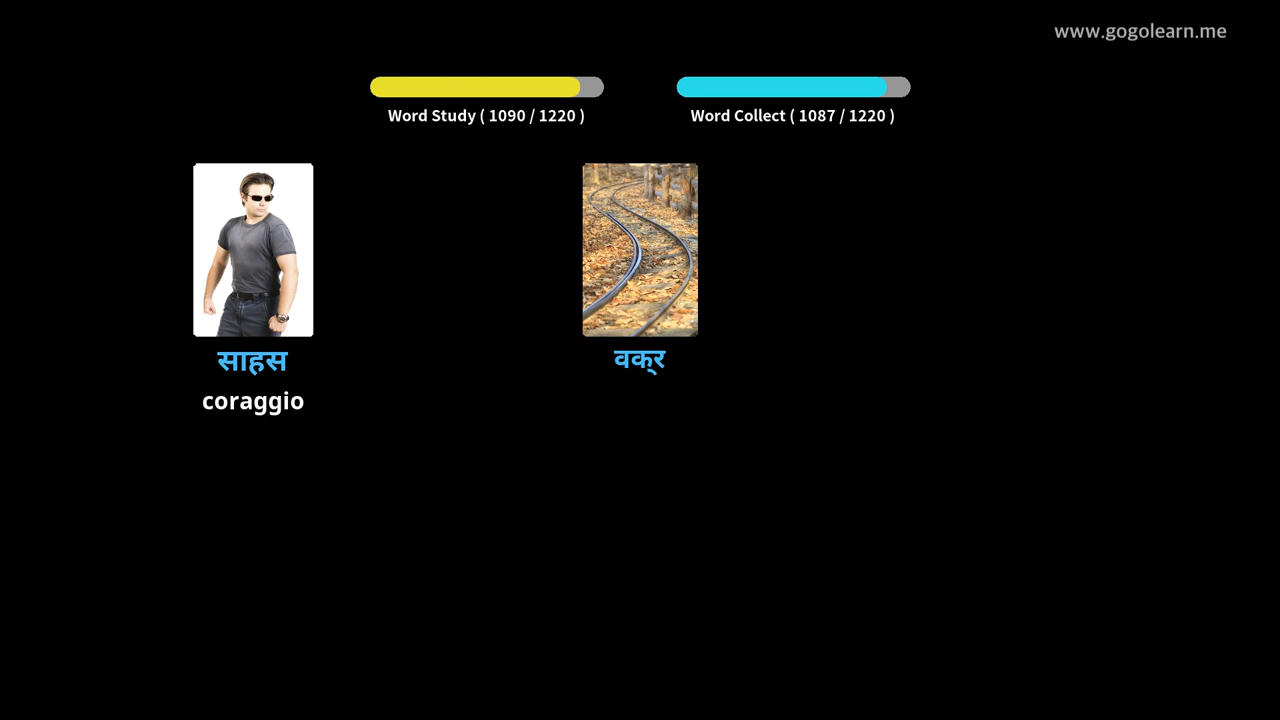 www.gogolearn.me
Word Study ( 1090 / 1220 )
Word Collect ( 1087 / 1220 )
साहस
coraggio
वक्र